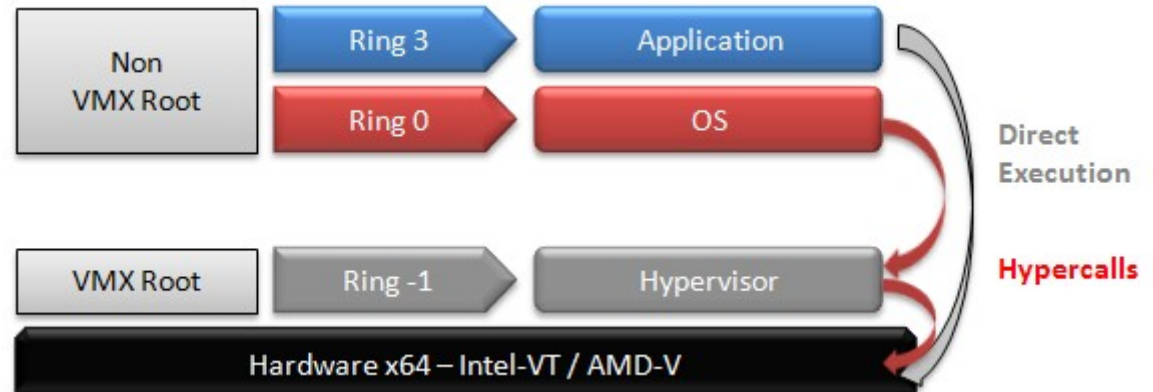 Non
VMX Root
Ring 3
Application
Ring 0
OS
Direct
Execution
VMX Root
Ring -1
Hypervisor
Hypercalls
Hardware x64 – Intel-VT / AMD-V